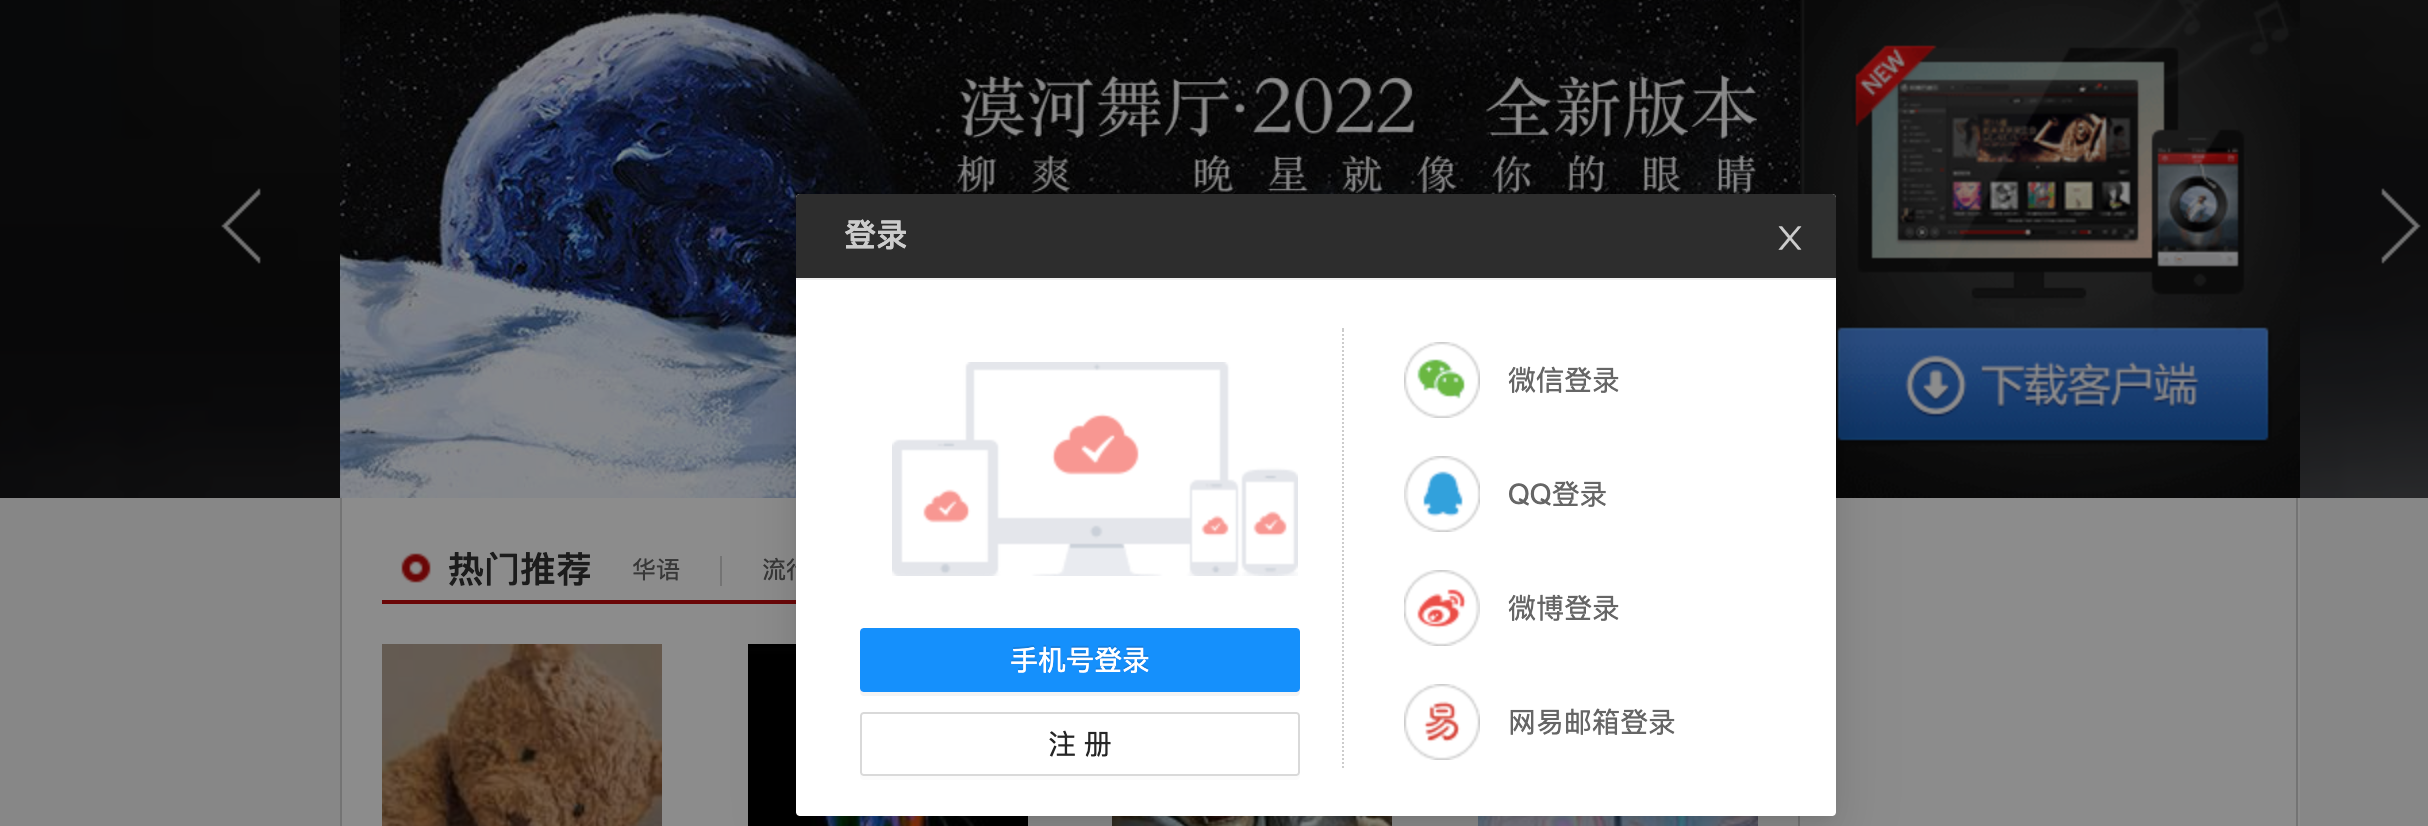 漠河舞厅·2022 全新版本
柳爽 晚星就像你的眼睛
NEW
下载客户端
登录
X
微信登录
QQ登录
微博登录
易
网易邮箱登录
手机号登录
注册
热门推荐 华语